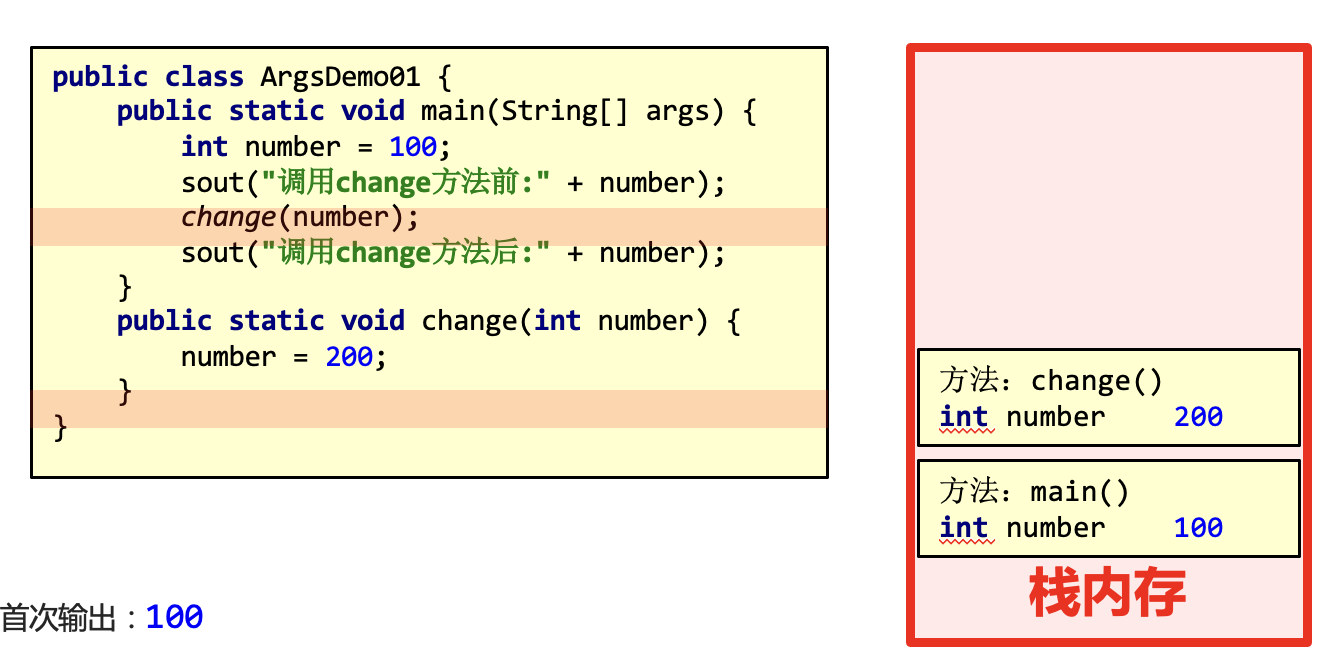 public class ArgsDemo01 {
    public static void main(String[] args) {
        int number = 100;
        sout("调用change方法前:" + number);
        change(number);
        sout("调用change方法后:" + number);
    }
    public static void change(int number) {
        number = 200;
    }
}
方法：change()
int number    200
方法：main()
int number    100
栈内存
首次输出：100